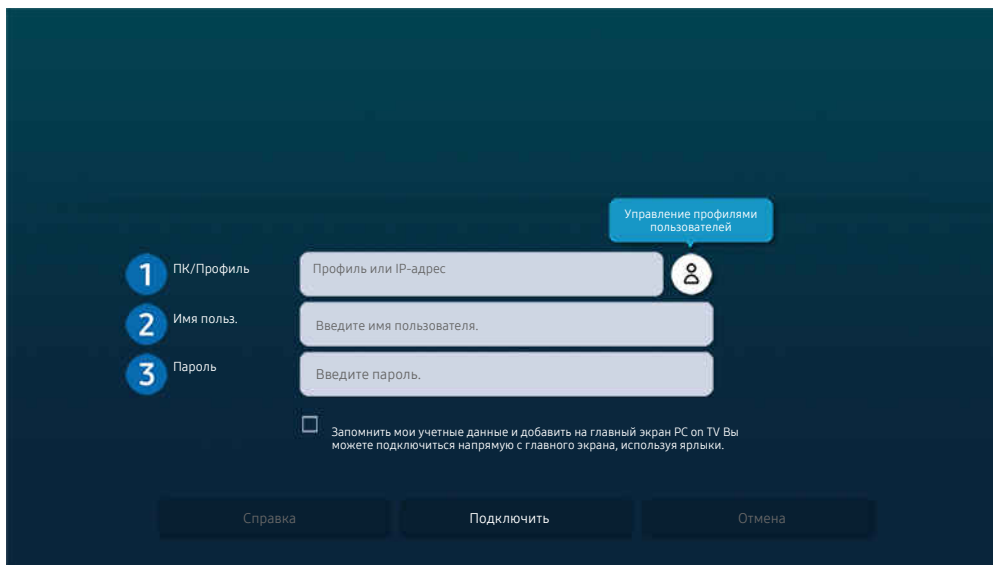 Управление профилями
пользователей
1 ПК/Профиль Профиль или IP-адрес
2 Имя польз. Введите имя пользователя.
3 Пароль Введите пароль.
Запомнить мои учетные данные и добавить на главный экран PC on TV Вы
можете подключиться напрямую с главного экрана, используя ярлыки.
Справка Подключить Отмена